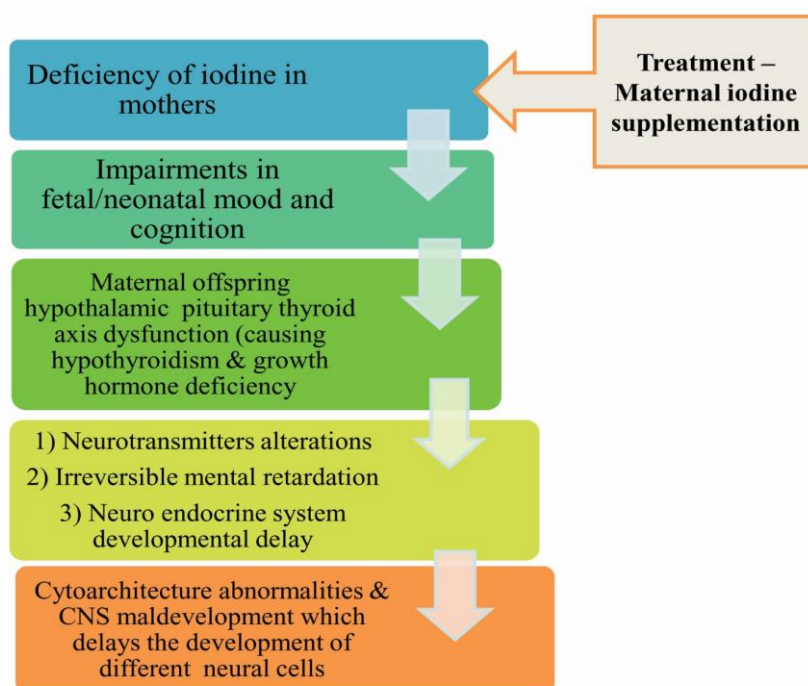 Deficiency of iodine in
mothers
Treatment –
Maternal iodine
supplementation
Impairments in
fetal/neonatal mood and
cognition
Maternal offspring
hypothalamic pituitary thyroid
axis dysfunction (causing
hypothyroidism & growth
hormone deficiency
1) Neurotransmitters alterations
2) Irreversible mental retardation
3) Neuro endocrine system
developmental delay
Cytoarchitecture abnormalities &
CNS maldevelopment which
delays the development of
different neural cells